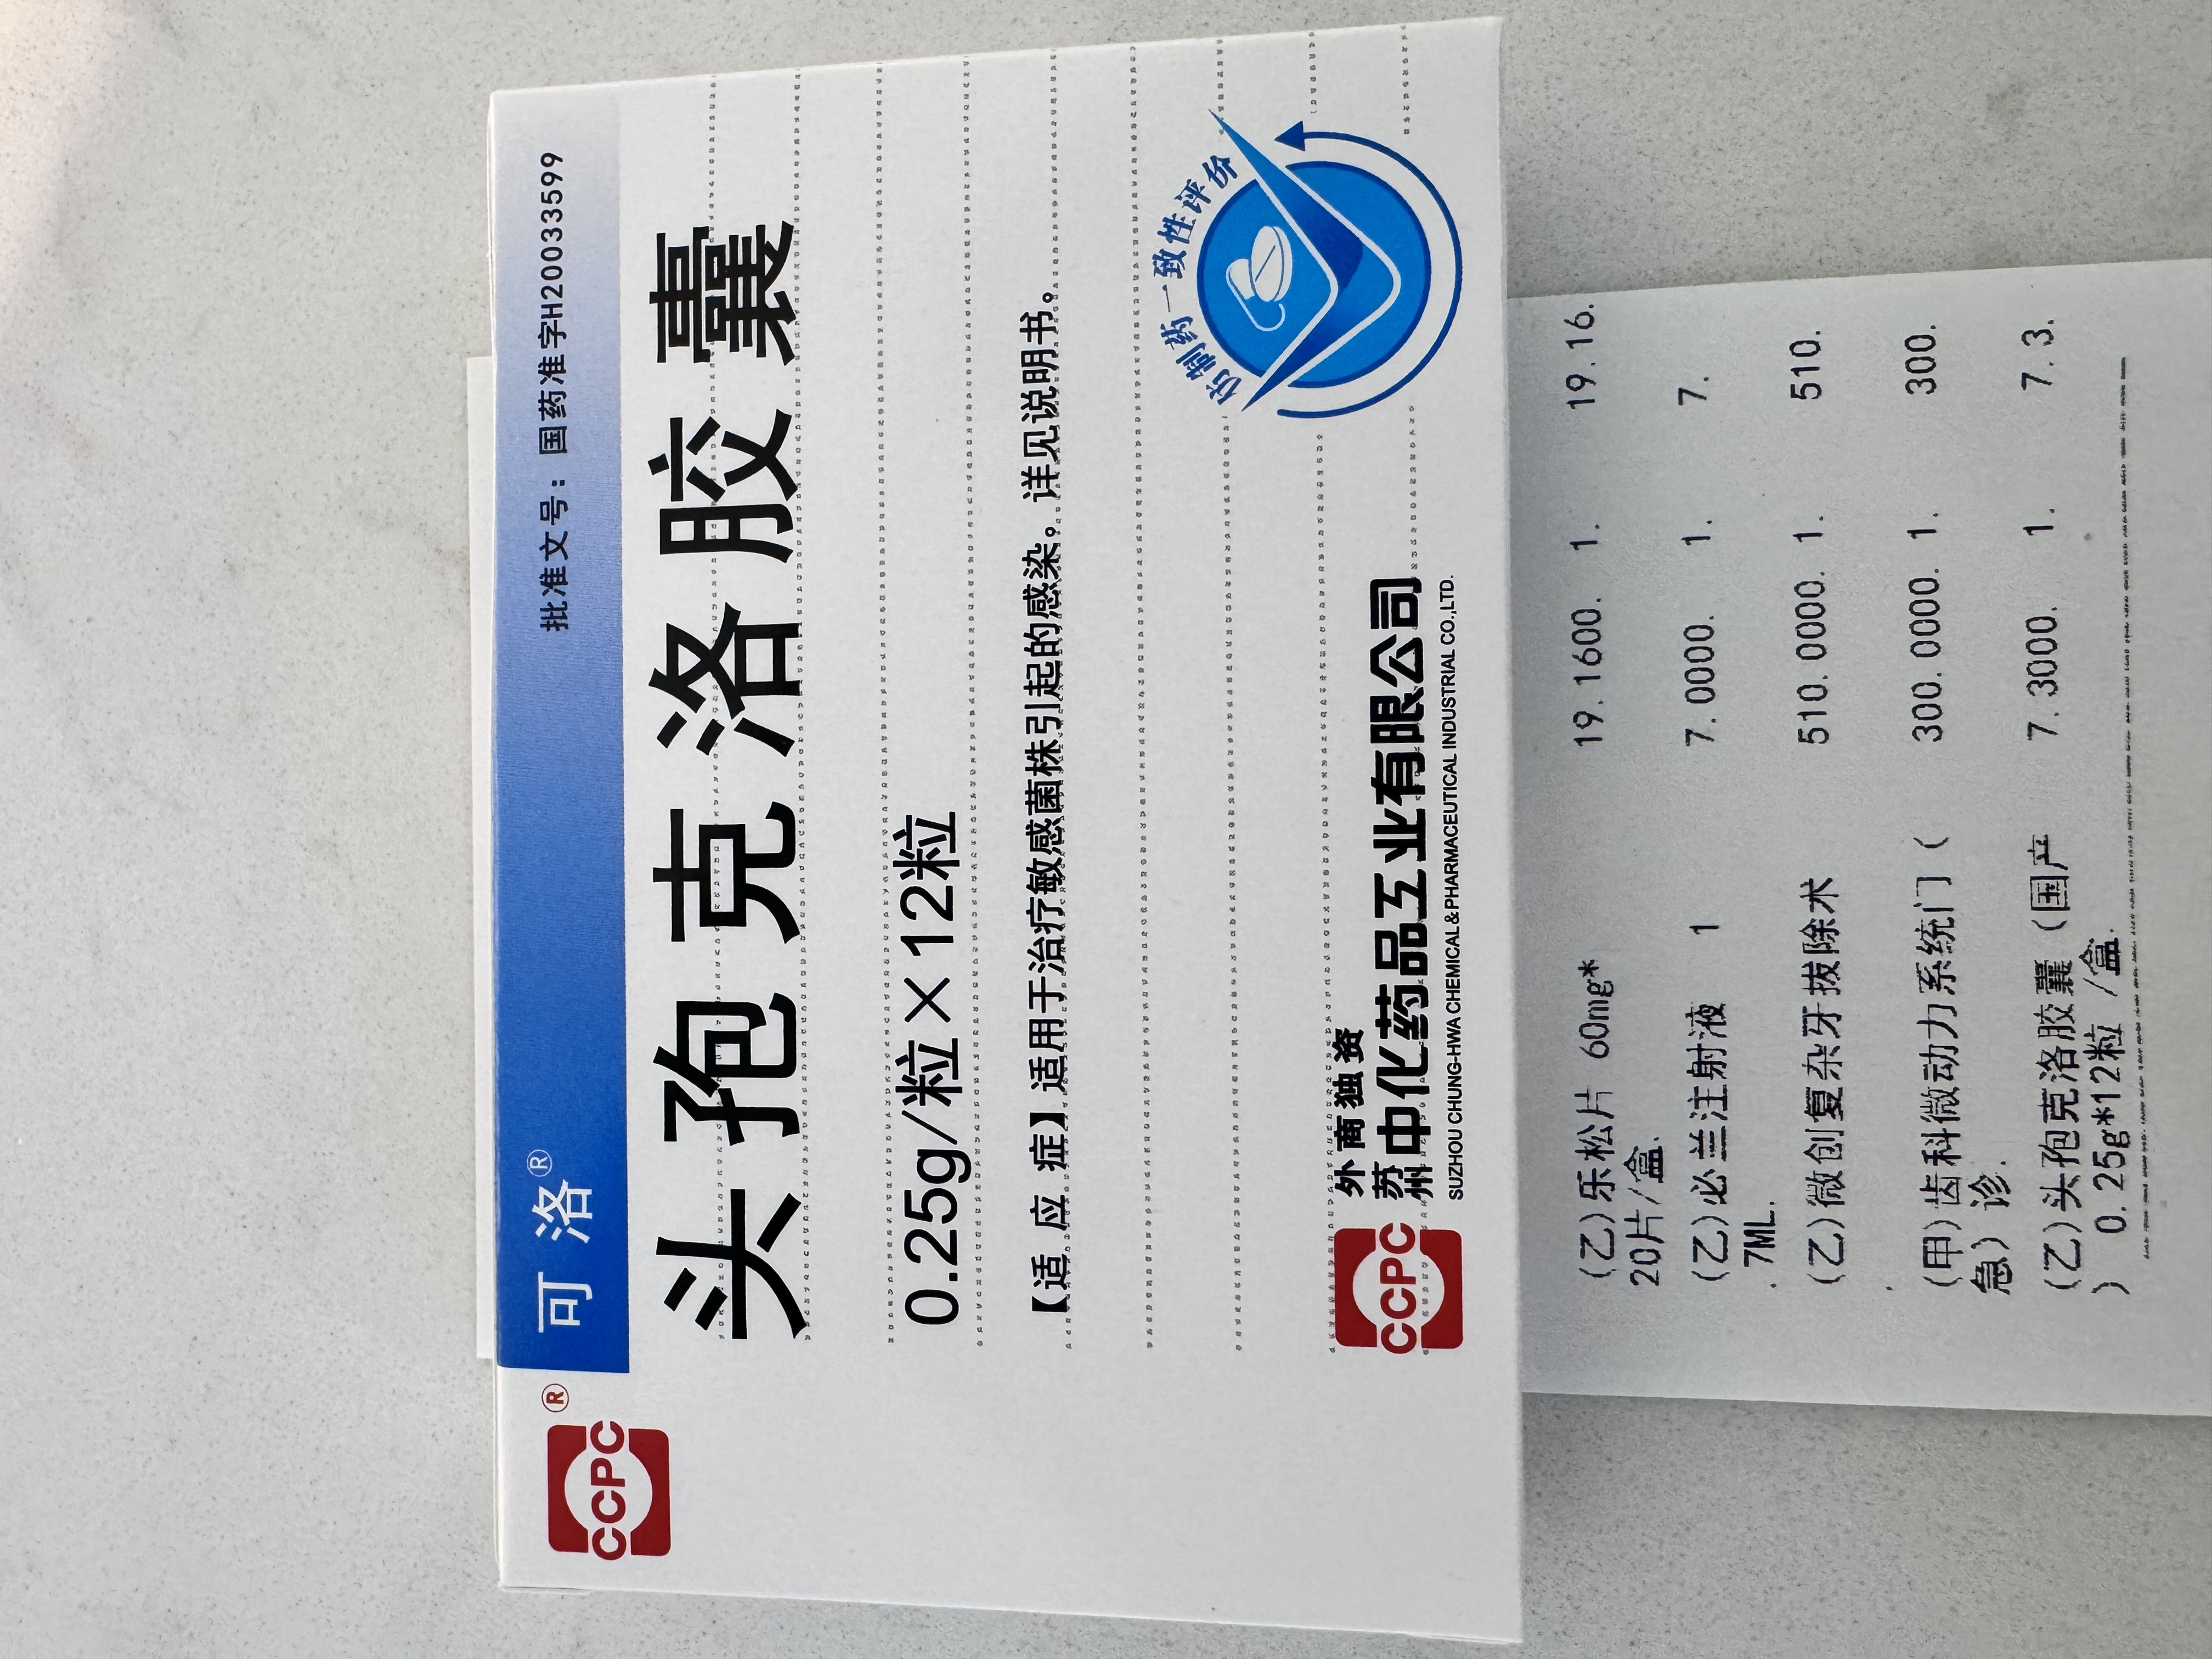 CCPC®
可洛®
批准文号：国药准字H20033599
头孢克洛胶囊
0.25g/粒×12粒
【适应症】适用于治疗敏感菌株引起的感染。详见说明书。
仿制药一致性评价
CCPC
外商独资
苏州中化药品工业有限公司
SUZHOU CHUNG-HWA CHEMICAL & PHARMACEUTICAL INDUSTRIAL CO.,LTD.
(乙)乐松片 60mg* 19.1600. 1. 19.16.
20片/盒.
(乙)必兰注射液 1 7.0000. 1. 7.
.7ML.
(乙)微创复杂牙拔除术 510.0000. 1. 510.
.
(甲)齿科微动力系统门( 300.0000. 1. 300.
急)诊.
(乙)头孢克洛胶囊(国产 7.3000. 1. 7.3.
) 0.25g*12粒 /盒.